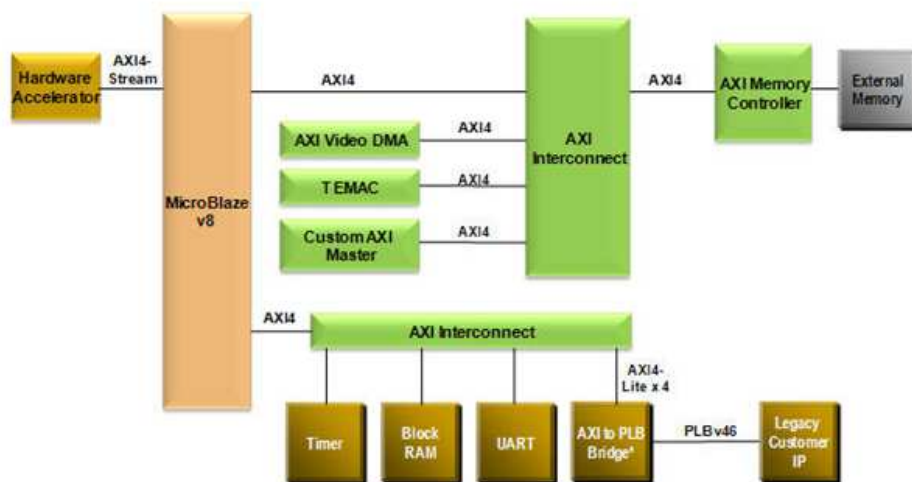 AXI4-
Stream
Hardware
Accelerator
MicroBlaze
v8
AXI4
AXI Video DMA
AXI4
TEMAC
AXI4
Custom AXI
Master
AXI4
AXI
Interconnect
AXI4
AXI Memory
Controller
External
Memory
AXI4
AXI Interconnect
AXI4-
Lite x 4
Timer
Block
RAM
UART
AXI to PLB
Bridge*
PLBv46
Legacy
Customer
IP